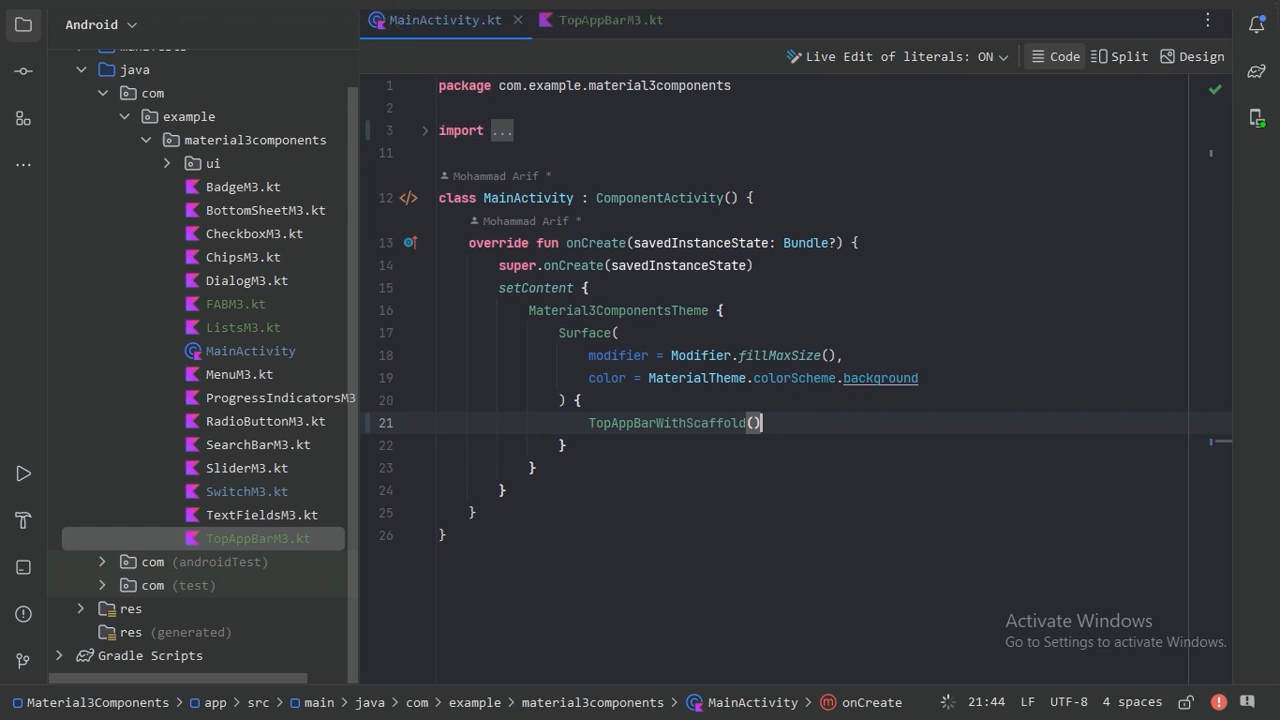 Android
MainActivity.kt
TopAppBarM3.kt
Live Edit of literals: ON
Code
Split
Design
java
com
example
material3components
ui
BadgeM3.kt
BottomSheetM3.kt
CheckboxM3.kt
ChipsM3.kt
DialogM3.kt
FABM3.kt
ListsM3.kt
MainActivity
MenuM3.kt
ProgressIndicatorsM3
RadioButtonM3.kt
SearchBarM3.kt
SliderM3.kt
SwitchM3.kt
TextFieldsM3.kt
TopAppBarM3.kt
com (androidTest)
com (test)
res
res (generated)
Gradle Scripts
1 package com.example.material3components
2
3 import ...
11
Mohammad Arif *
12 class MainActivity : ComponentActivity() {
Mohammad Arif *
13 override fun onCreate(savedInstanceState: Bundle?) {
14 super.onCreate(savedInstanceState)
15 setContent {
16 Material3ComponentsTheme {
17 Surface(
18 modifier = Modifier.fillMaxSize(),
19 color = MaterialTheme.colorScheme.background
20 ) {
21 TopAppBarWithScaffold()
22 }
23 }
24 }
25 }
26 }
Activate Windows
Go to Settings to activate Windows.
Material3Components > app > src > main > java > com > example > material3components > MainActivity > onCreate
21:44 LF UTF-8 4 spaces